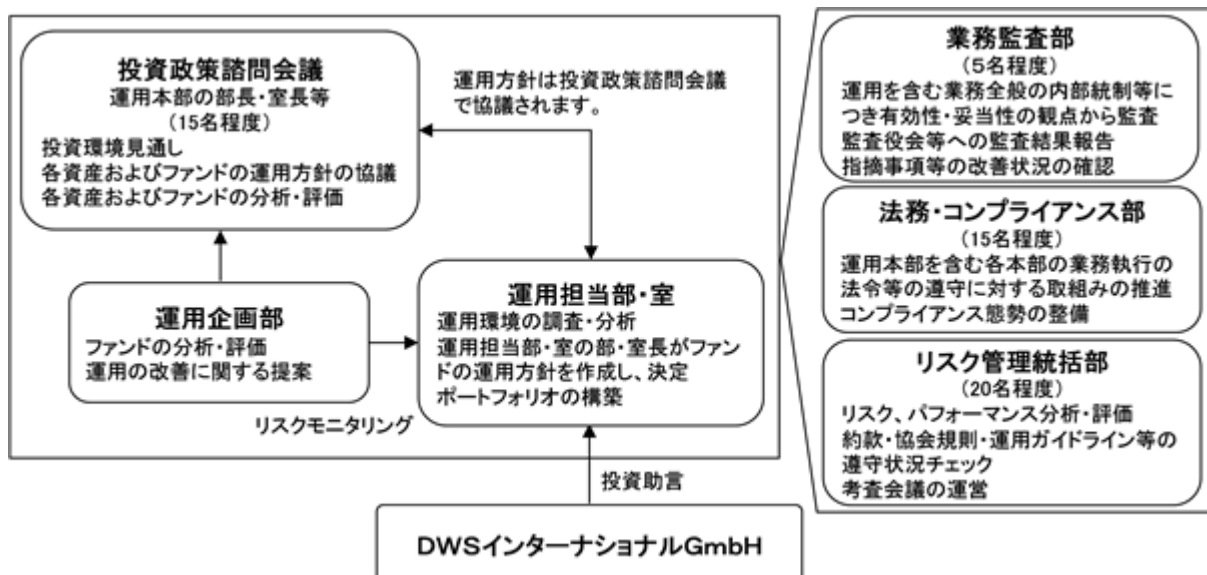 投資政策諮問会議
運用本部の部長・室長等
(15名程度)
投資環境見通し
各資産およびファンドの運用方針の協議
各資産およびファンドの分析・評価
運用方針は投資政策諮問会議
で協議されます。
運用企画部
ファンドの分析・評価
運用の改善に関する提案
運用担当部・室
運用環境の調査・分析
運用担当部・室の部・室長がファン
ドの運用方針を作成し、決定
ポートフォリオの構築
リスクモニタリング
投資助言
DWSインターナショナルGmbH
業務監査部
(5名程度)
運用を含む業務全般の内部統制等に
つき有効性・妥当性の観点から監査
監査役会等への監査結果報告
指摘事項等の改善状況の確認
法務・コンプライアンス部
(15名程度)
運用本部を含む各本部の業務執行の
法令等の遵守に対する取組みの推進
コンプライアンス態勢の整備
リスク管理統括部
(20名程度)
リスク、パフォーマンス分析・評価
約款・協会規則・運用ガイドライン等の
遵守状況チェック
考査会議の運営